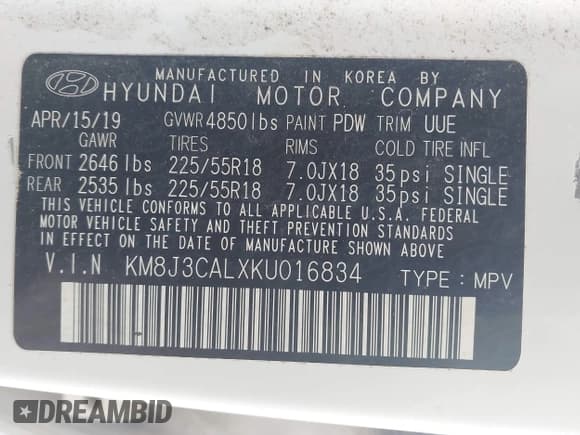 MANUFACTURED IN KOREA BY
HYUNDAI MOTOR COMPANY
APR/15/19 GVWR 4850lbs PAINT PDW TRIM UUE
GAWR TIRES RIMS COLD TIRE INFL
FRONT 2646 lbs 225/55R18 7.0JX18 35psi SINGLE
REAR 2535 lbs 225/55R18 7.0JX18 35psi SINGLE
THIS VEHICLE CONFORMS TO ALL APPLICABLE U.S.A. FEDERAL
MOTOR VEHICLE SAFETY AND THEFT PREVENTION STANDARDS
IN EFFECT ON THE DATE OF MANUFACTURE SHOWN ABOVE.
V.I.N KM8J3CALXKU016834 TYPE : MPV
DREAMBID